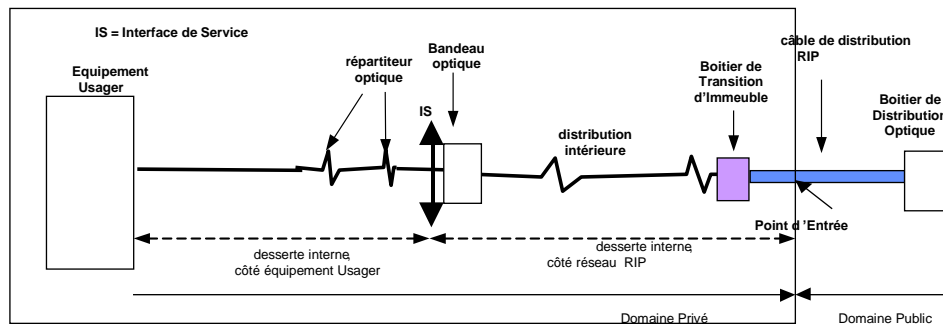 IS = Interface de Service
Equipement
Usager
répartiteur
optique
Bandeau
optique
IS
distribution
intérieure
Boitier de
Transition
d'Immeuble
câble de distribution
RIP
Boitier de
Distribution
Optique
Point d 'Entrée
desserte interne,
côté équipement Usager
desserte interne,
côté réseau RIP
Domaine Privé
Domaine Public